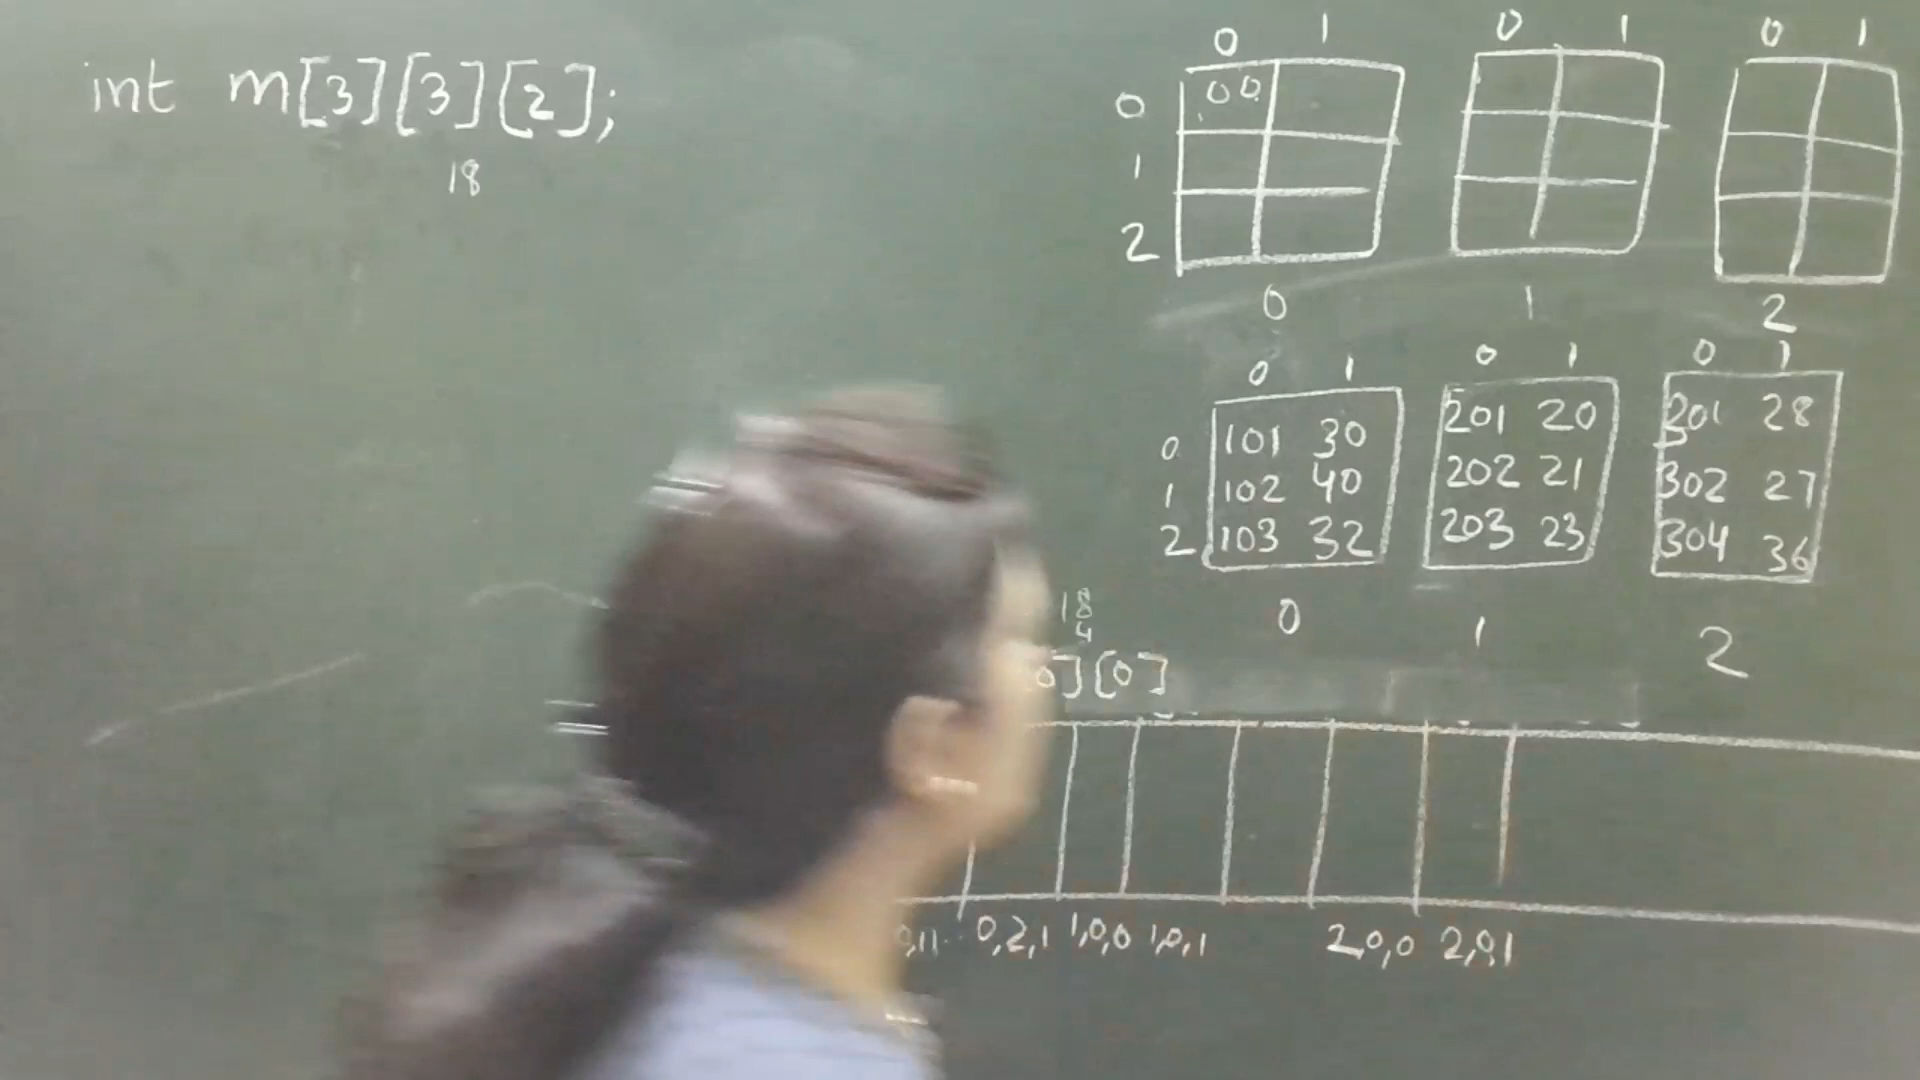 int m[3][3][2];
18
0 1 0 1 0 1
0 00
1
2
0 1 2
0 1 0 1 0 1
0 101 30 201 20 301 28
1 102 40 202 21 302 27
2 103 32 203 23 304 36
0 1 2
18
4
0][0]
0,2,1 1,0,0 1,0,1 2,0,0 2,0,1